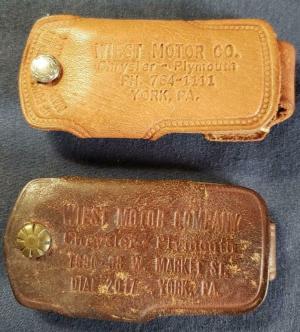 WIEST MOTOR CO.
Chrysler - Plymouth
PH. 764-1111
YORK, PA.
WIEST MOTOR COMPANY
Chrysler - Plymouth
W. MARKET ST.
DIAL 2017 - YORK, PA.